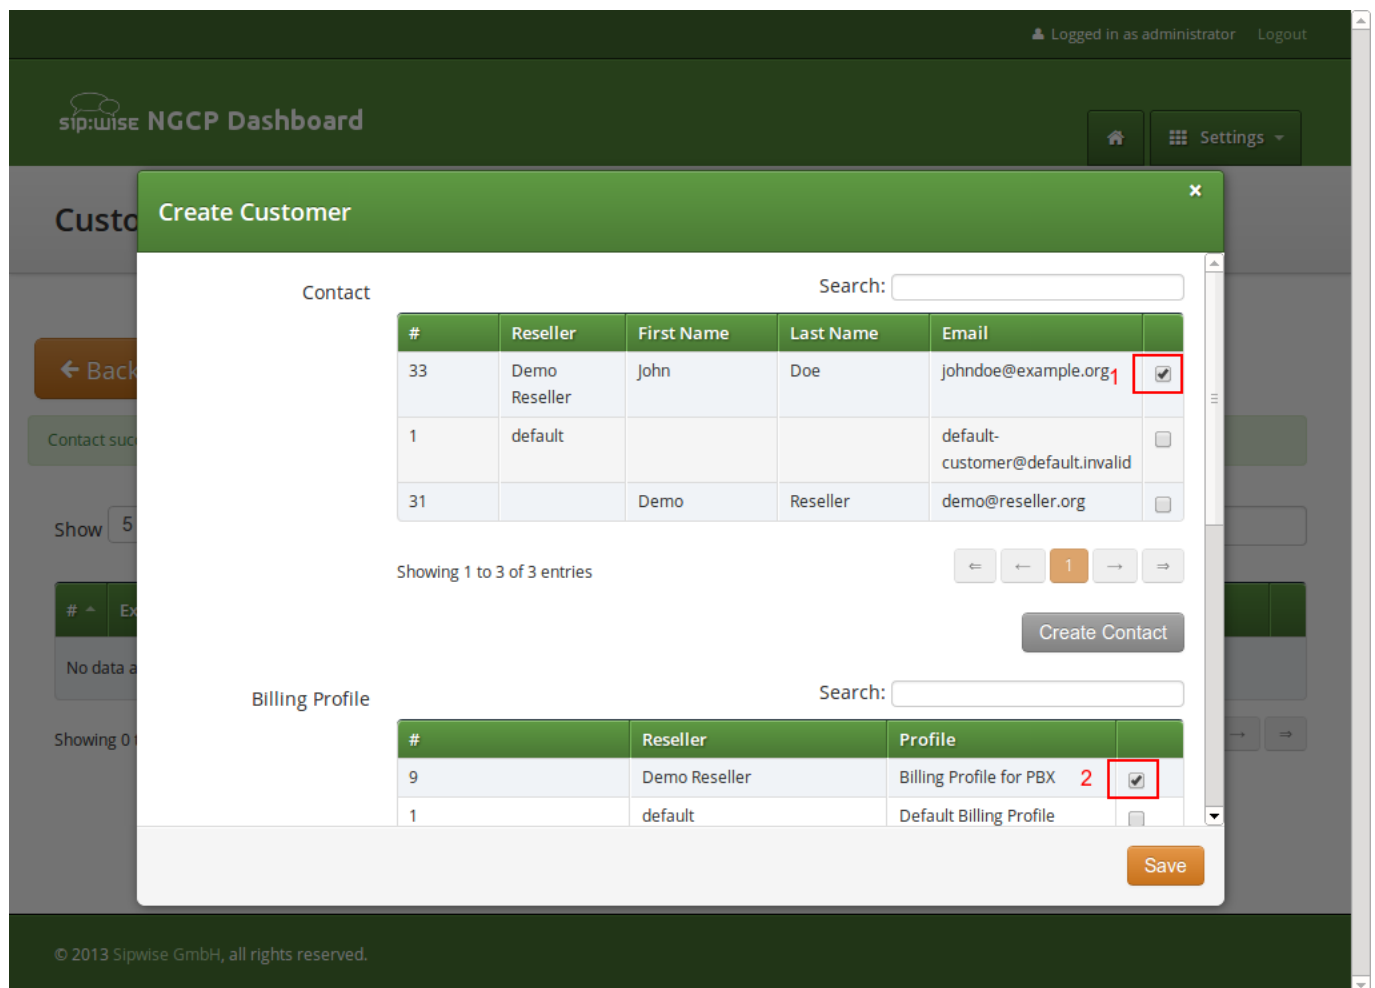 Logged in as administrator Logout
sip:wise NGCP Dashboard
Settings
Custo
Create Customer
×
Back
Contact succ
Show 5
# Ex
No data a
Showing 0 t
Contact
Search:
# Reseller First Name Last Name Email
33 Demo Reseller John Doe johndoe@example.org 1
1 default default-customer@default.invalid
31 Demo Reseller demo@reseller.org
Showing 1 to 3 of 3 entries
⇐ ← 1 → ⇒
Create Contact
Billing Profile
Search:
# Reseller Profile
9 Demo Reseller Billing Profile for PBX 2
1 default Default Billing Profile
→ ⇒
Save
© 2013 Sipwise GmbH, all rights reserved.